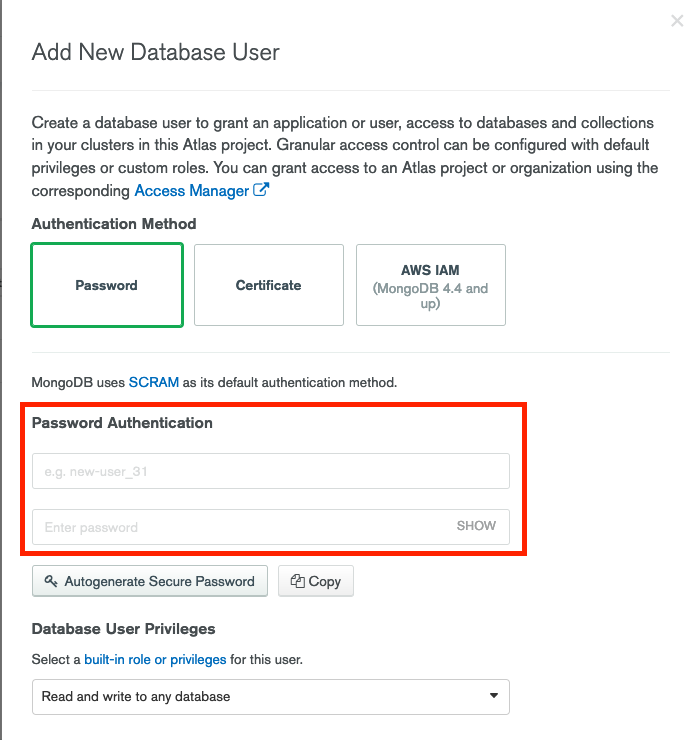 Add New Database User
Create a database user to grant an application or user, access to databases and collections
in your clusters in this Atlas project. Granular access control can be configured with default
privileges or custom roles. You can grant access to an Atlas project or organization using the
corresponding Access Manager
Authentication Method
Password
Certificate
AWS IAM
(MongoDB 4.4 and
up)
MongoDB uses SCRAM as its default authentication method.
Password Authentication
e.g. new-user_31
Enter password SHOW
Autogenerate Secure Password Copy
Database User Privileges
Select a built-in role or privileges for this user.
Read and write to any database